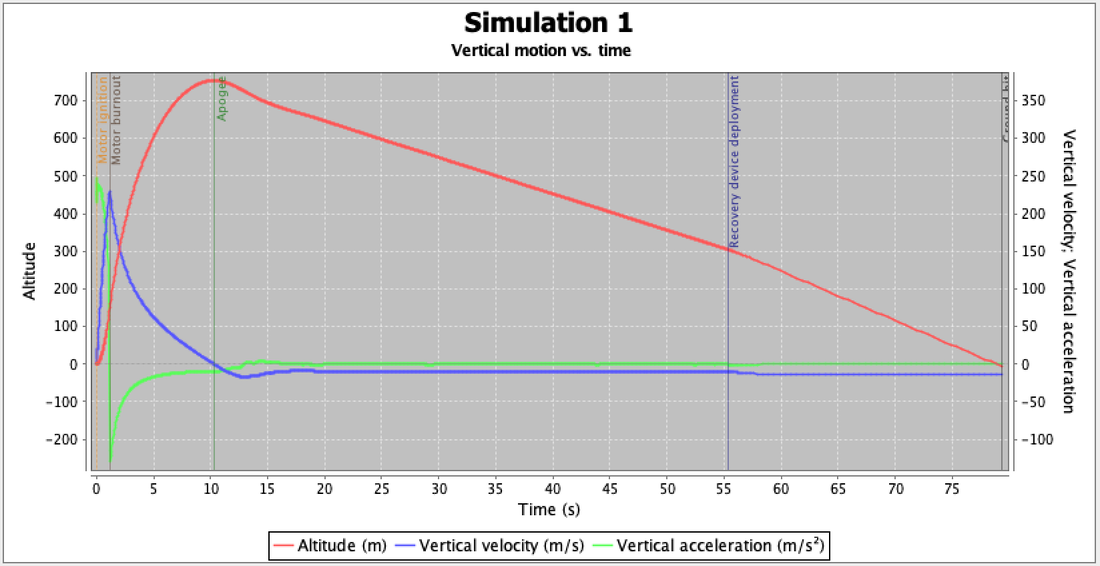 Simulation 1
Vertical motion vs. time
Motor ignition
Motor burnout
Apogee
Recovery device deployment
Ground hit
Altitude
700
600
500
400
300
200
100
0
−100
−200
350
300
250
200
150
100
50
0
−50
−100
Vertical velocity; Vertical acceleration
0 5 10 15 20 25 30 35 40 45 50 55 60 65 70 75
Time (s)
Altitude (m) Vertical velocity (m/s) Vertical acceleration (m/s²)